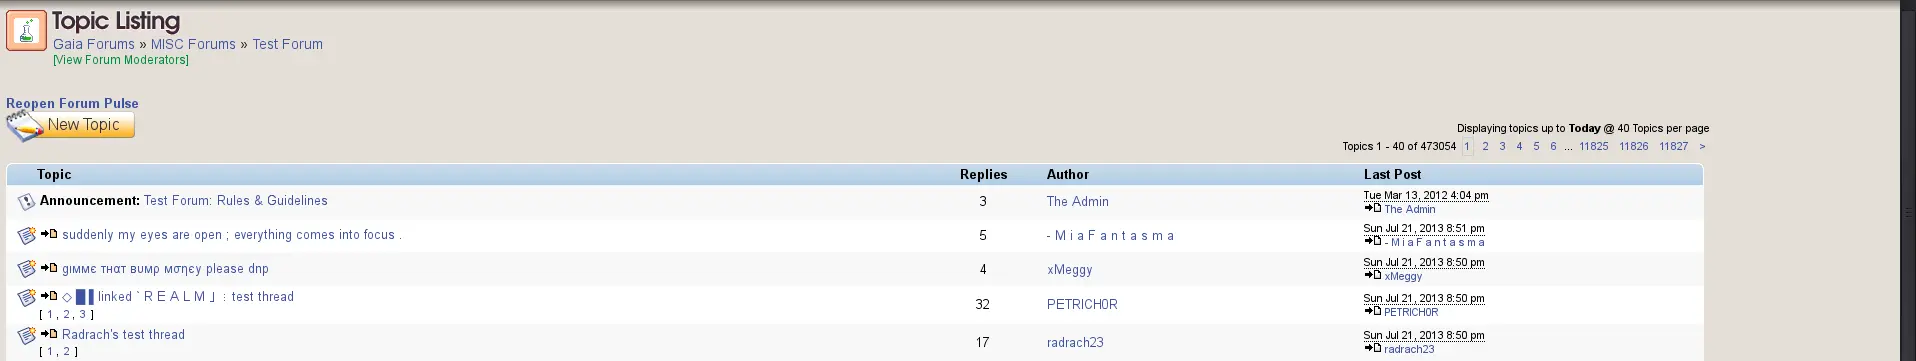 Topic Listing
Gaia Forums » MISC Forums » Test Forum
[View Forum Moderators]
Reopen Forum Pulse
New Topic
Displaying topics up to Today @ 40 Topics per page
Topics 1 - 40 of 473054 1 2 3 4 5 6 ... 11825 11826 11827 >
Topic Replies Author Last Post
Announcement: Test Forum: Rules & Guidelines 3 The Admin Tue Mar 13, 2012 4:04 pm
The Admin
suddenly my eyes are open ; everything comes into focus . 5 - M i a F a n t a s m a Sun Jul 21, 2013 8:51 pm
- M i a F a n t a s m a
gιммє тнαт вυмρ мσηєу please dnp 4 xMeggy Sun Jul 21, 2013 8:50 pm
xMeggy
◇ █ ▌linked ˇ R E A L M 」⋮ test thread 32 PETRICH0R Sun Jul 21, 2013 8:50 pm
[ 1 , 2 , 3 ] PETRICH0R
Radrach's test thread 17 radrach23 Sun Jul 21, 2013 8:50 pm
[ 1 , 2 ] radrach23